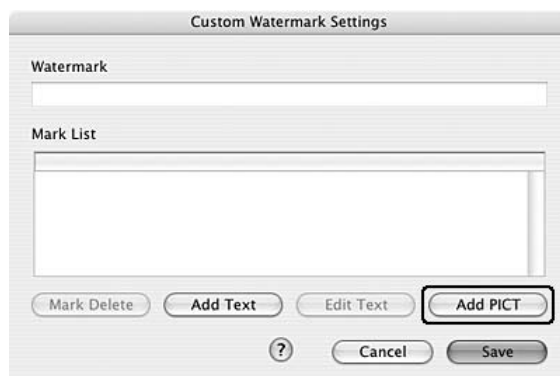 Custom Watermark Settings
Watermark
Mark List
Mark Delete Add Text Edit Text Add PICT
? Cancel Save